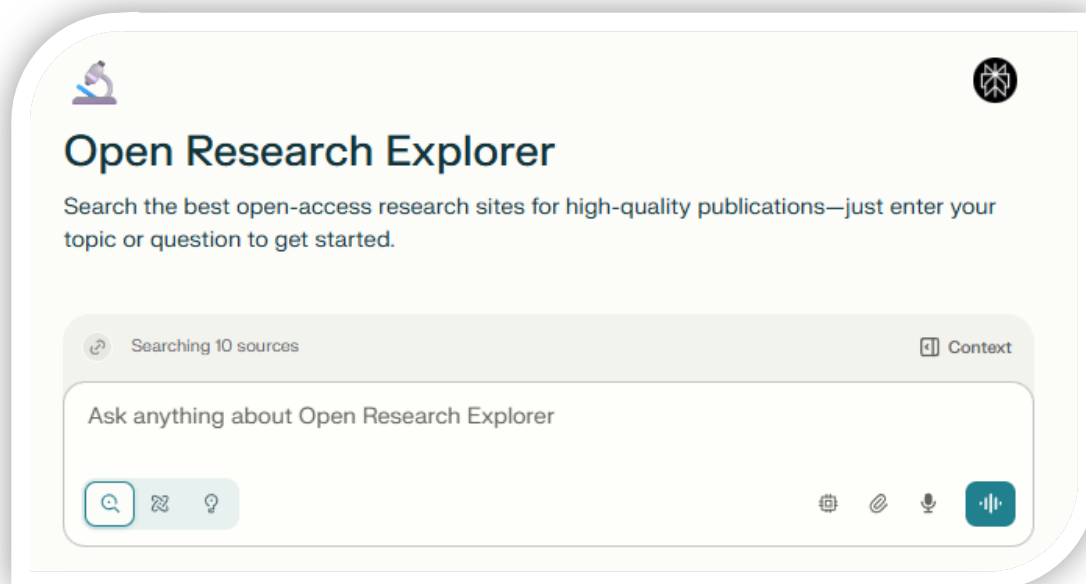 Open Research Explorer
Search the best open-access research sites for high-quality publications—just enter your
topic or question to get started.
Searching 10 sources
Context
Ask anything about Open Research Explorer